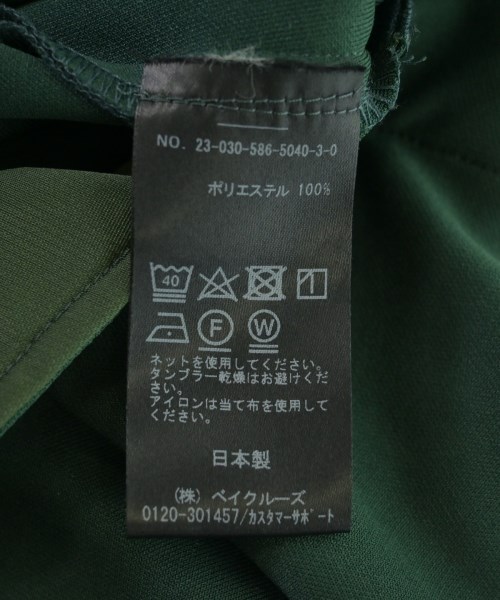 NO. 23-030-586-5040-3-0
ポリエステル 100%
40
F W
ネットを使用してください。
タンブラー乾燥はお避けくだ
さい。
アイロンは当て布を使用して
ください。
日本製
(株) ベイクルーズ
0120-301457/カスタマーサポート